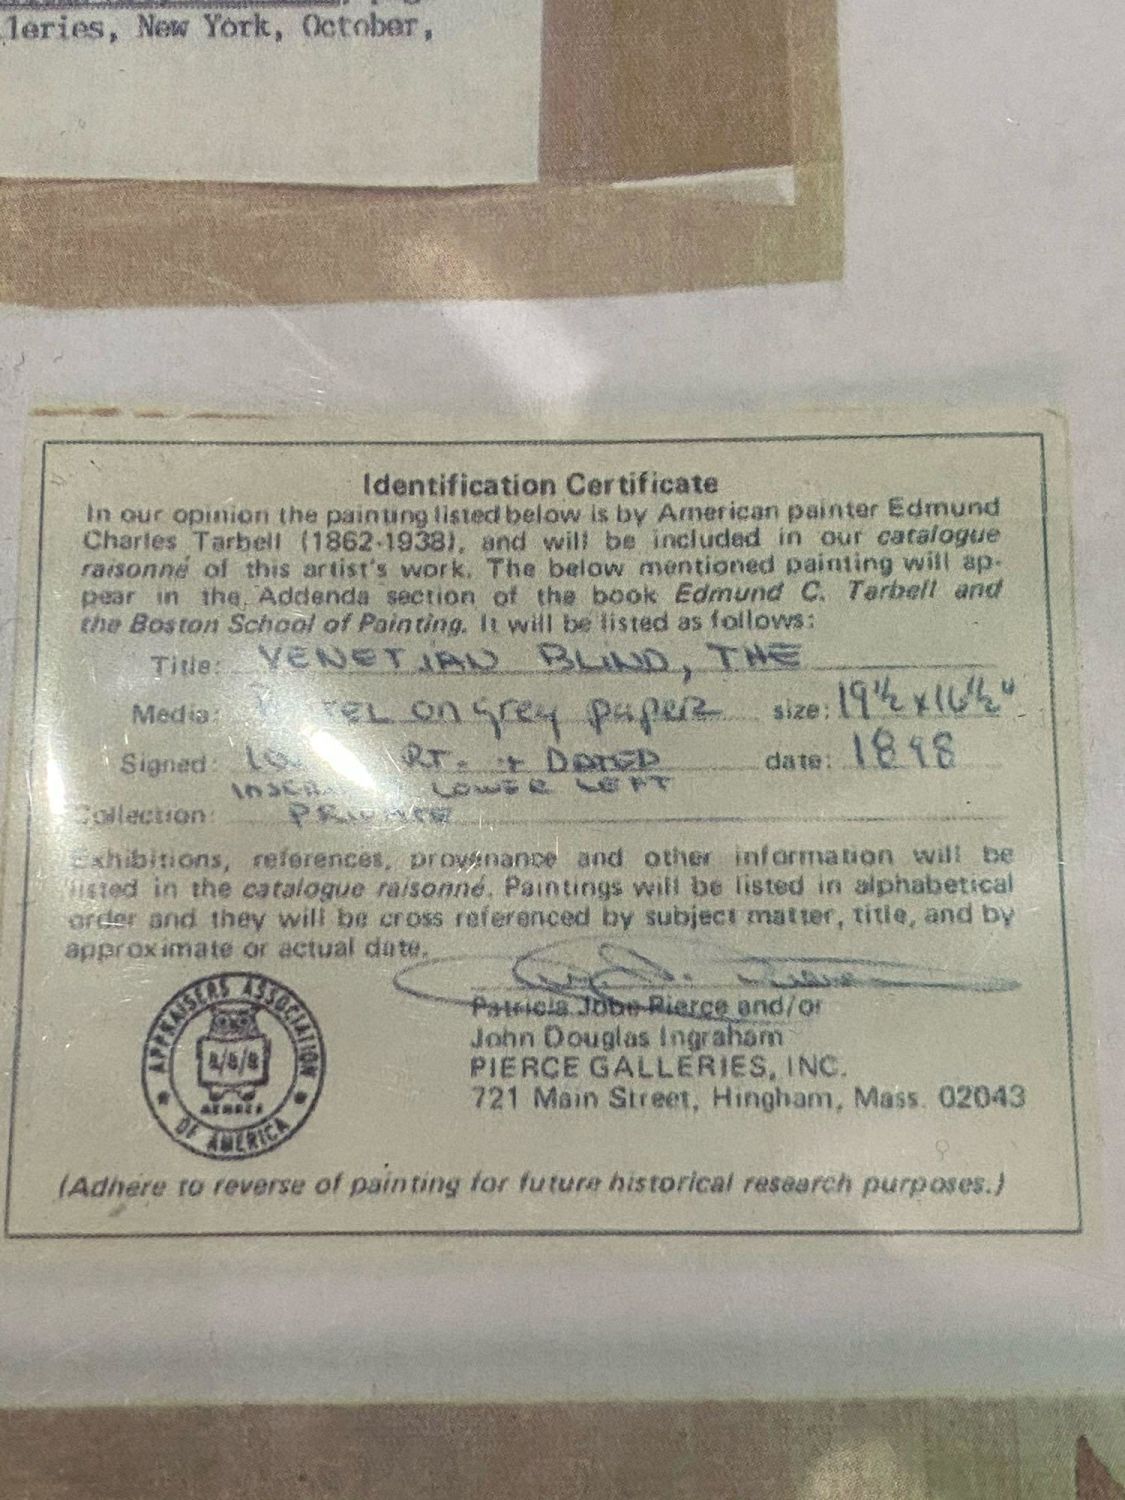 leries, New York, October,
Identification Certificate
In our opinion the painting listed below is by American painter Edmund
Charles Tarbell (1862-1938), and will be included in our catalogue
raisonné of this artist's work. The below mentioned painting will ap-
pear in the Addenda section of the book Edmund C. Tarbell and
the Boston School of Painting. It will be listed as follows:
Title: VENETIAN BLIND, THE
Media: on grey paper size: 19½ x 16½"
Signed: RT. + DATED date: 1898
LOWER LEFT
Collection: PRIVATE
Exhibitions, references, provenance and other information will be
listed in the catalogue raisonné. Paintings will be listed in alphabetical
order and they will be cross referenced by subject matter, title, and by
approximate or actual date.
Patricia Jobe Pierce and/or
John Douglas Ingraham
PIERCE GALLERIES, INC.
721 Main Street, Hingham, Mass. 02043
APPRAISERS ASSOCIATION
A/a/a
MEMBER
OF AMERICA
(Adhere to reverse of painting for future historical research purposes.)